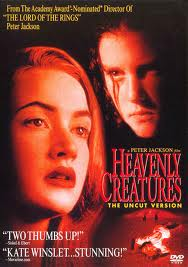 From The Academy Award®-Nominated* Director Of
"THE LORD OF THE RINGS"
Peter Jackson
A PETER JACKSON film
HEAVENLY
CREATURES
THE UNCUT VERSION
"TWO THUMBS UP!"
-Siskel & Ebert
"KATE WINSLET...STUNNING!"
DVD